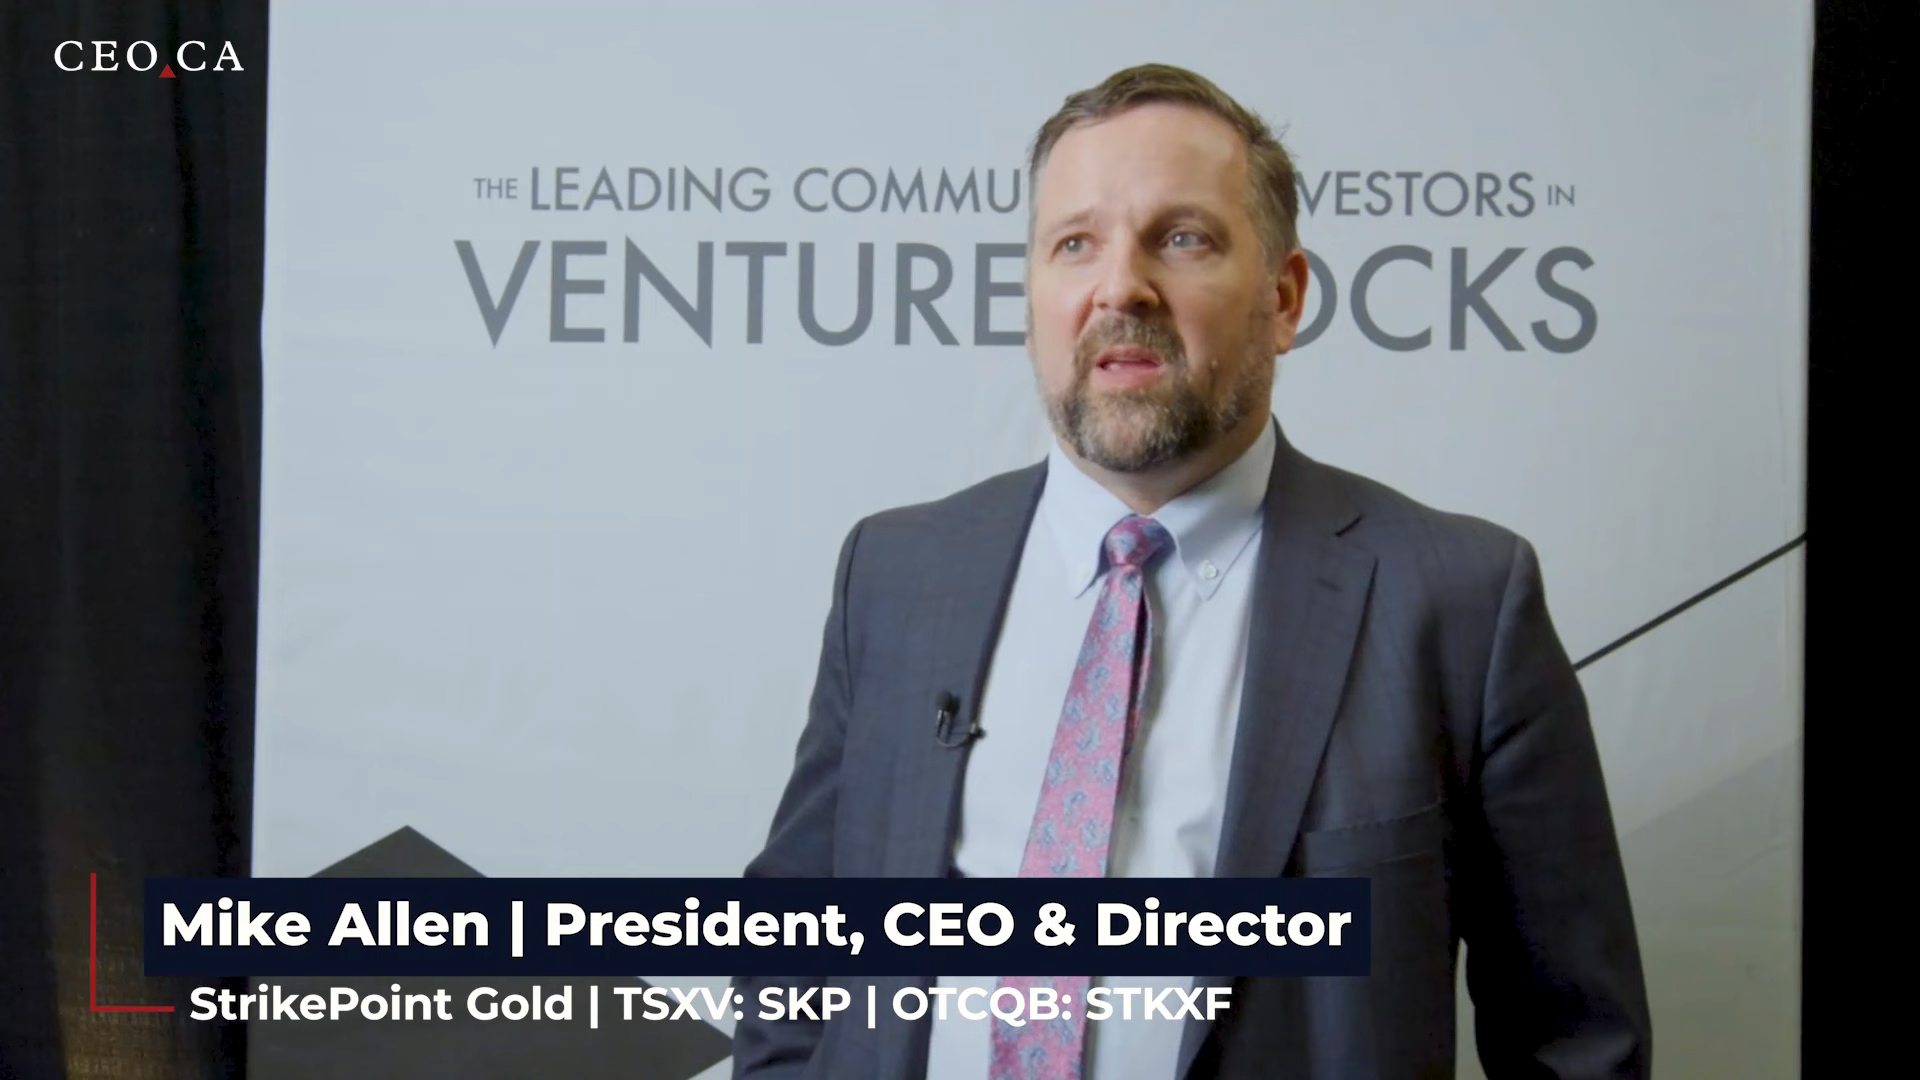 CEO.CA
THE LEADING COMMU VESTORS IN
VENTURE OCKS
Mike Allen | President, CEO & Director
StrikePoint Gold | TSXV: SKP | OTCQB: STKXF